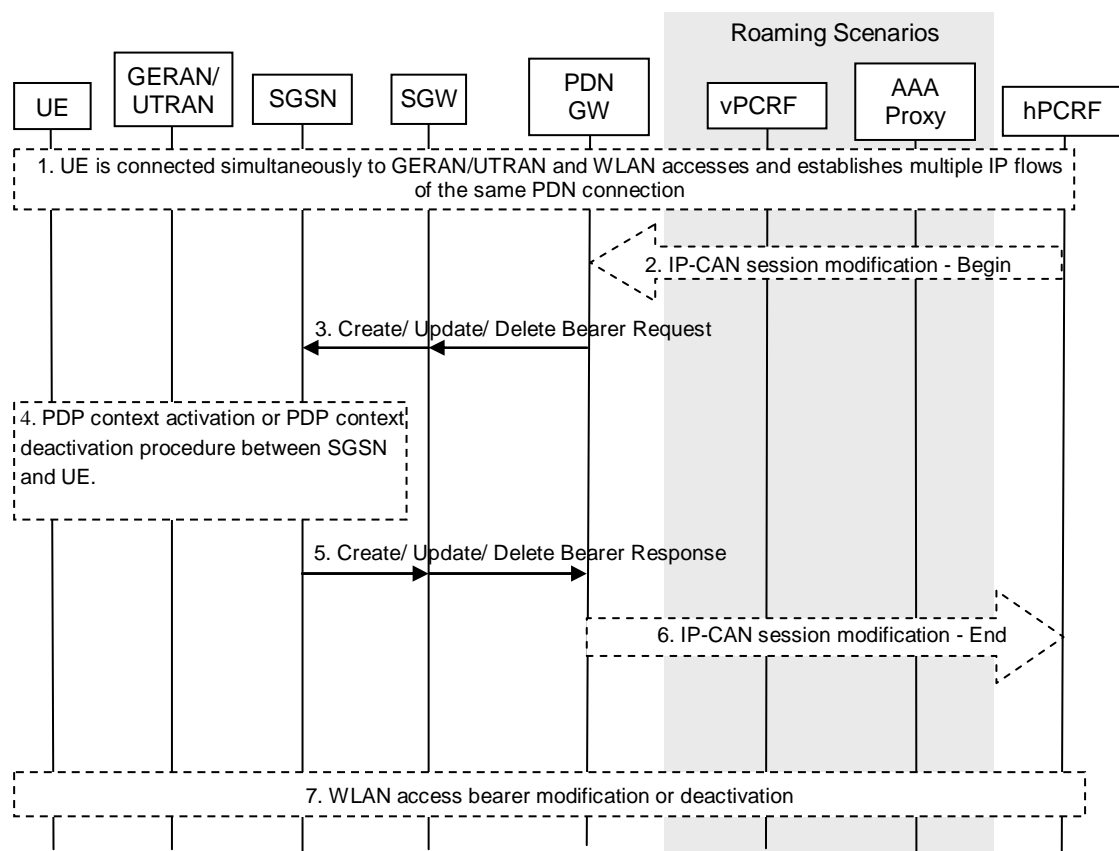 Roaming Scenarios
UE
GERAN/
UTRAN
SGSN
SGW
PDN
GW
vPCRF
AAA
Proxy
hPCRF
1. UE is connected simultaneously to GERAN/UTRAN and WLAN accesses and establishes multiple IP flows
of the same PDN connection
2. IP-CAN session modification - Begin
3. Create/ Update/ Delete Bearer Request
4. PDP context activation or PDP context
deactivation procedure between SGSN
and UE.
5. Create/ Update/ Delete Bearer Response
6. IP-CAN session modification - End
7. WLAN access bearer modification or deactivation